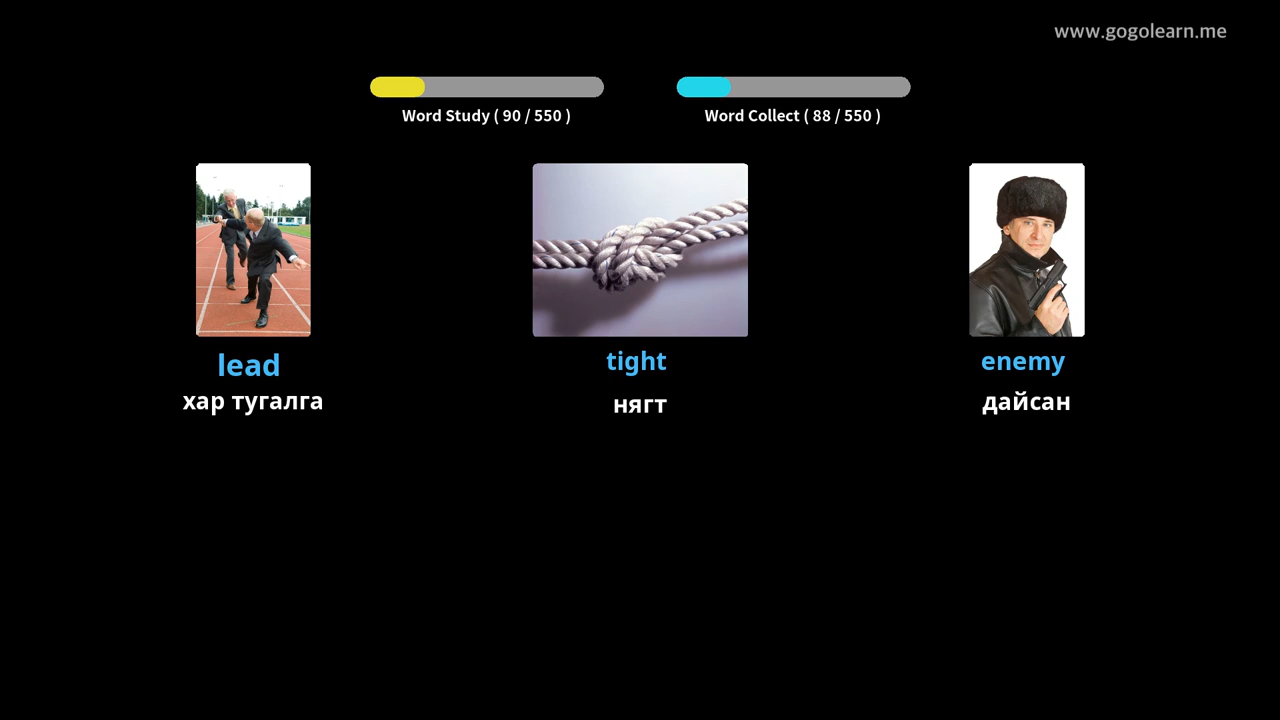 www.gogolearn.me
Word Study ( 90 / 550 )
Word Collect ( 88 / 550 )
lead
хар тугалга
tight
нягт
enemy
дайсан